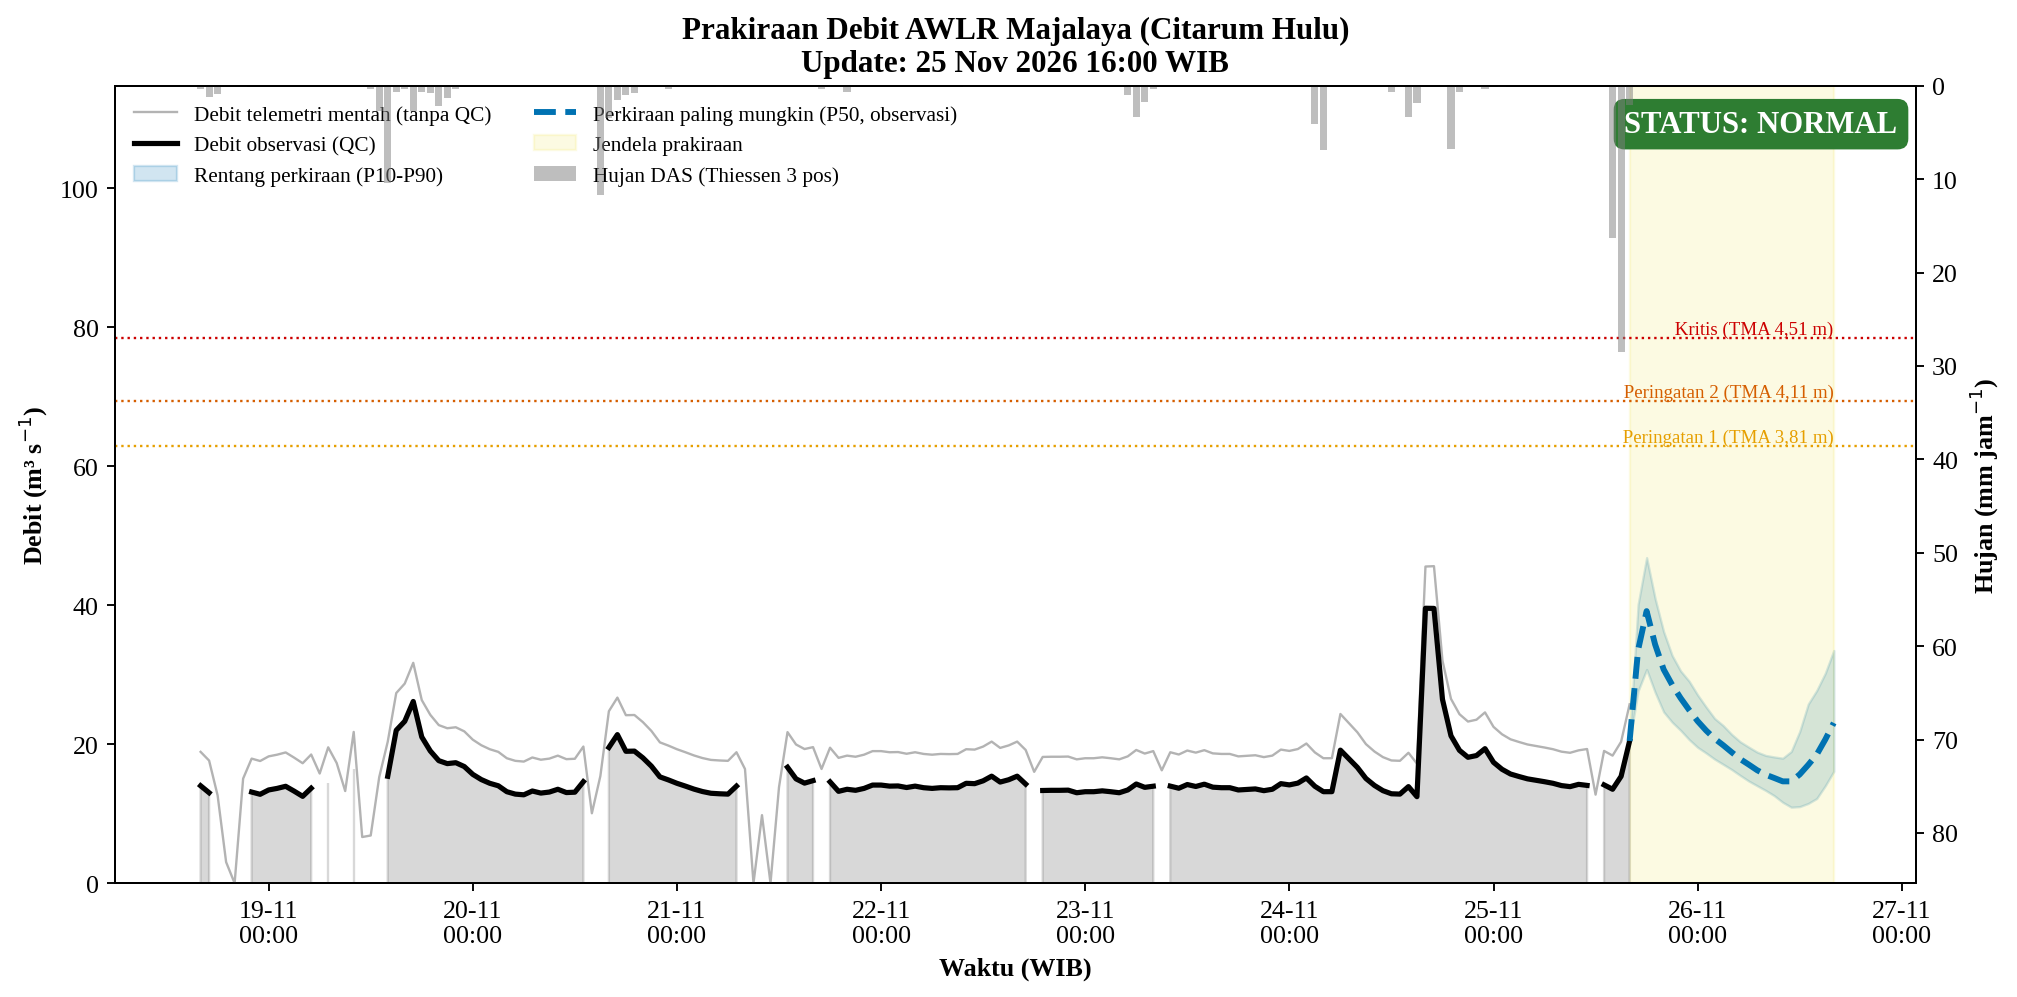 Prakiraan Debit AWLR Majalaya (Citarum Hulu)
Update: 25 Nov 2026 16:00 WIB
Debit telemetri mentah (tanpa QC)
Debit observasi (QC)
Rentang perkiraan (P10-P90)
Perkiraan paling mungkin (P50, observasi)
Jendela prakiraan
Hujan DAS (Thiessen 3 pos)
STATUS: NORMAL
Kritis (TMA 4,51 m)
Peringatan 2 (TMA 4,11 m)
Peringatan 1 (TMA 3,81 m)
Debit (m³ s⁻¹)
100
80
60
40
20
0
Hujan (mm jam⁻¹)
0
10
20
30
40
50
60
70
80
19-11 20-11 21-11 22-11 23-11 24-11 25-11 26-11 27-11
00:00 00:00 00:00 00:00 00:00 00:00 00:00 00:00 00:00
Waktu (WIB)